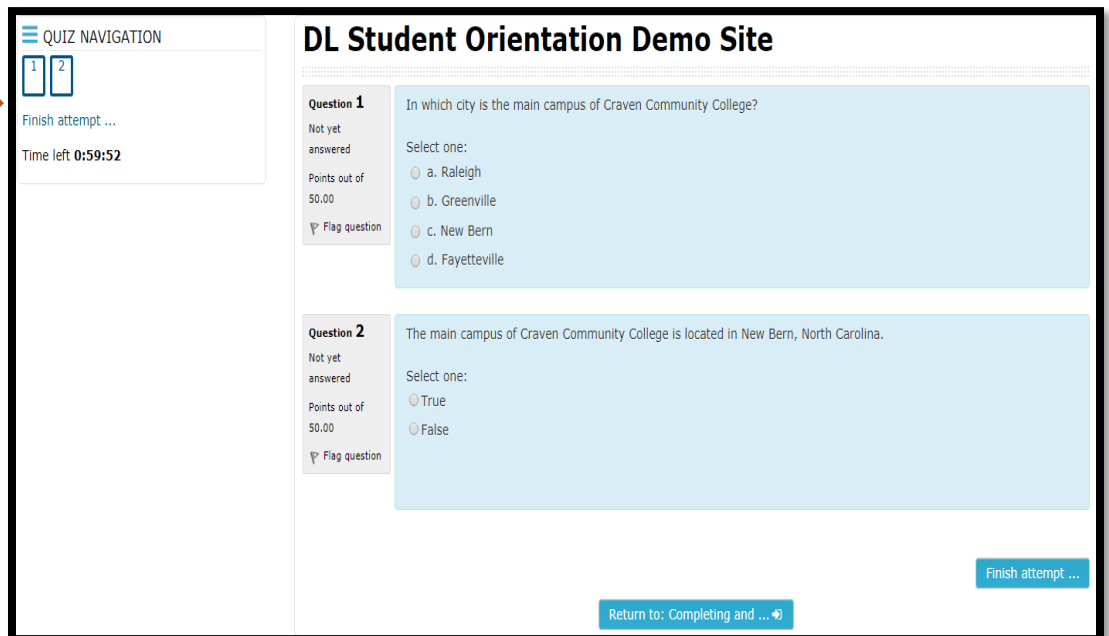 QUIZ NAVIGATION
1 2
Finish attempt ...
Time left 0:59:52
DL Student Orientation Demo Site
Question 1
Not yet
answered
Points out of
50.00
Flag question
In which city is the main campus of Craven Community College?
Select one:
a. Raleigh
b. Greenville
c. New Bern
d. Fayetteville
Question 2
Not yet
answered
Points out of
50.00
Flag question
The main campus of Craven Community College is located in New Bern, North Carolina.
Select one:
True
False
Finish attempt ...
Return to: Completing and ...